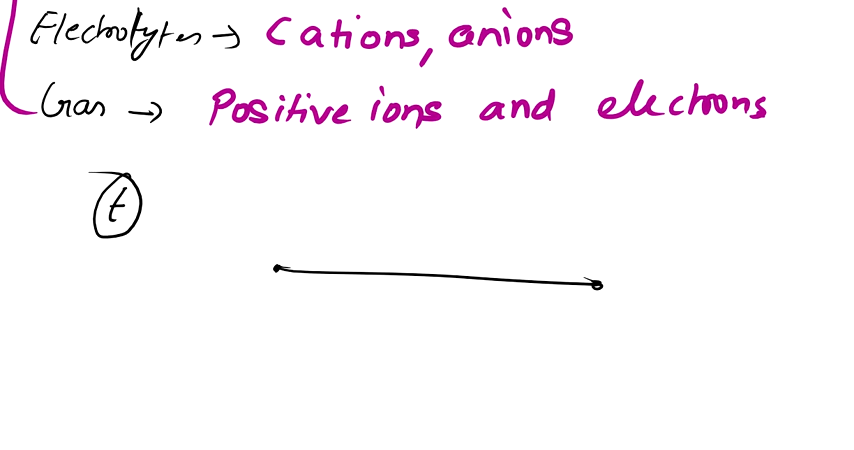 Electrolytes → Cations, anions
Gas → Positive ions and electrons
t